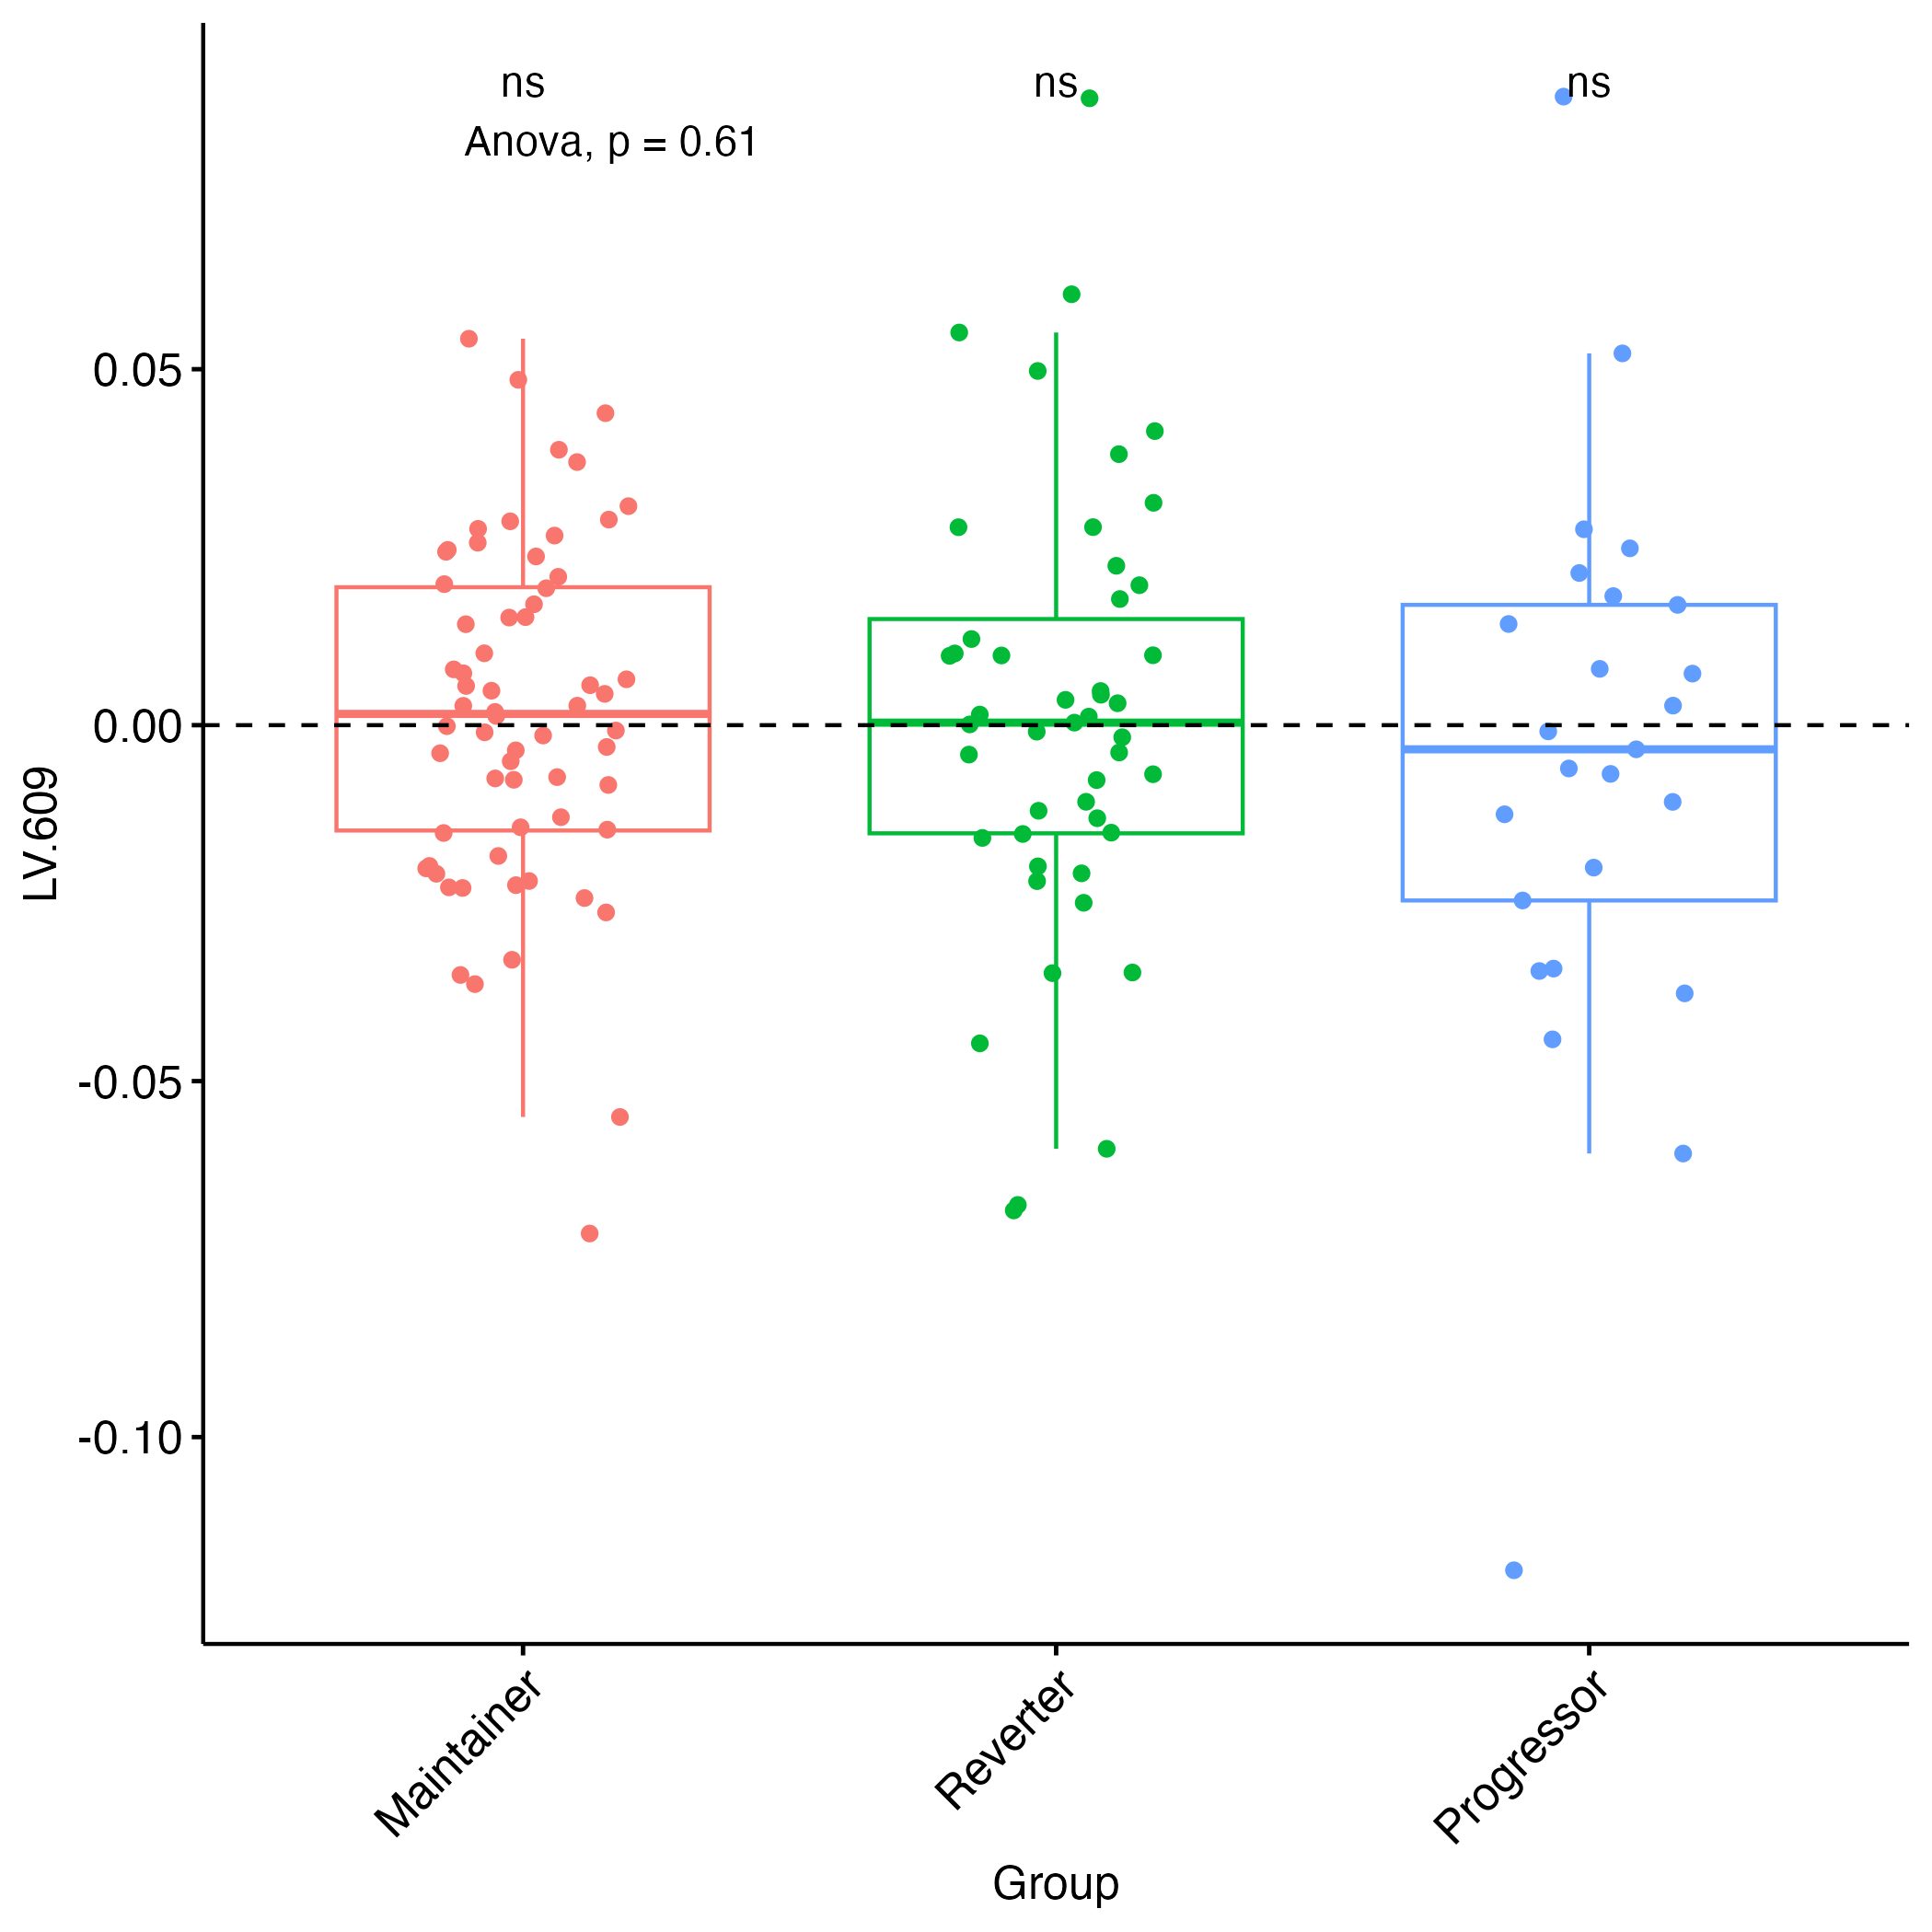 ns ns ns
Anova, p = 0.61
0.05
0.00
-0.05
-0.10
LV.609
Maintainer
Reverter
Progressor
Group